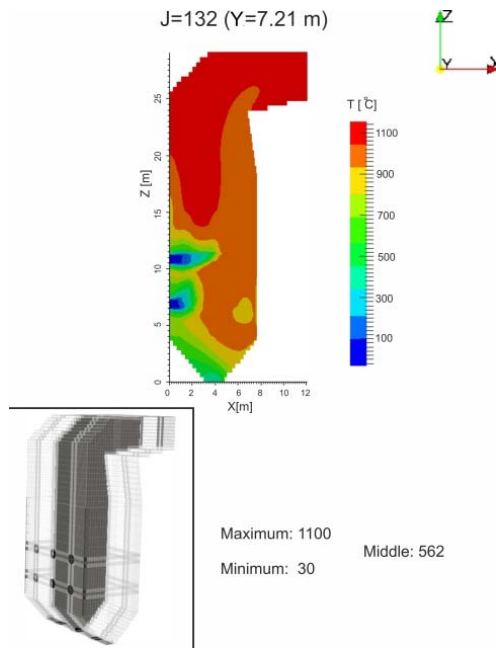 J=132 (Y=7.21 m)
Z
Y
X
T [°C]
1100
900
700
500
300
100
Z [m]
25
20
15
10
5
0
0 2 4 6 8 10 12
X[m]
Maximum: 1100
Middle: 562
Minimum: 30